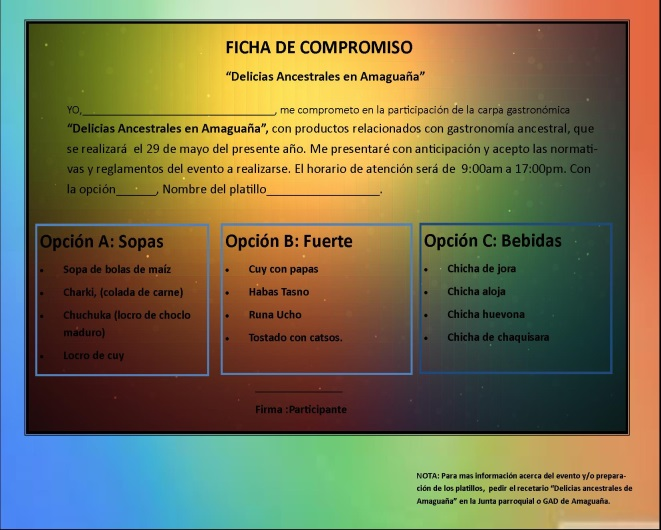 FICHA DE COMPROMISO
“Delicias Ancestrales en Amaguaña”
YO,________________________________, me comprometo en la participación de la carpa gastronómica
“Delicias Ancestrales en Amaguaña”, con productos relacionados con gastronomía ancestral, que
se realizará el 29 de mayo del presente año. Me presentaré con anticipación y acepto las normati-
vas y reglamentos del evento a realizarse. El horario de atención será de 9:00am a 17:00pm. Con
la opción______, Nombre del platillo__________________.
Opción A: Sopas
• Sopa de bolas de maíz
• Charki, (colada de carne)
• Chuchuka (locro de choclo
maduro)
• Locro de cuy
Opción B: Fuerte
• Cuy con papas
• Habas Tasno
• Runa Ucho
• Tostado con catsos.
Opción C: Bebidas
• Chicha de jora
• Chicha aloja
• Chicha huevona
• Chicha de chaquisara
________________
Firma :Participante
NOTA: Para mas información acerca del evento y/o prepara-
ción de los platillos, pedir el recetario “Delicias ancestrales de
Amaguaña” en la Junta parroquial o GAD de Amaguaña.